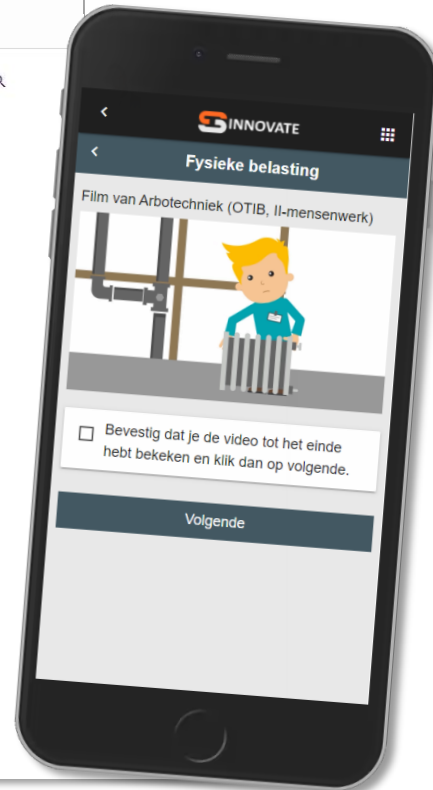 INNOVATE
Fysieke belasting
Film van Arbotechniek (OTIB, II-mensenwerk)
Bevestig dat je de video tot het einde
hebt bekeken en klik dan op volgende.
Volgende